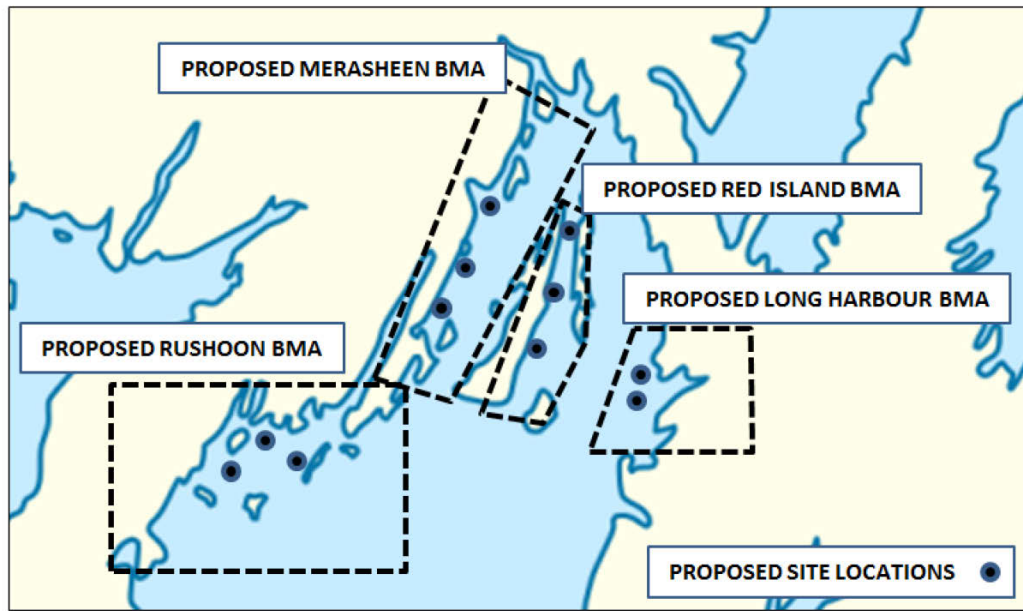 PROPOSED MERASHEEN BMA
PROPOSED RED ISLAND BMA
PROPOSED LONG HARBOUR BMA
PROPOSED RUSHOON BMA
PROPOSED SITE LOCATIONS